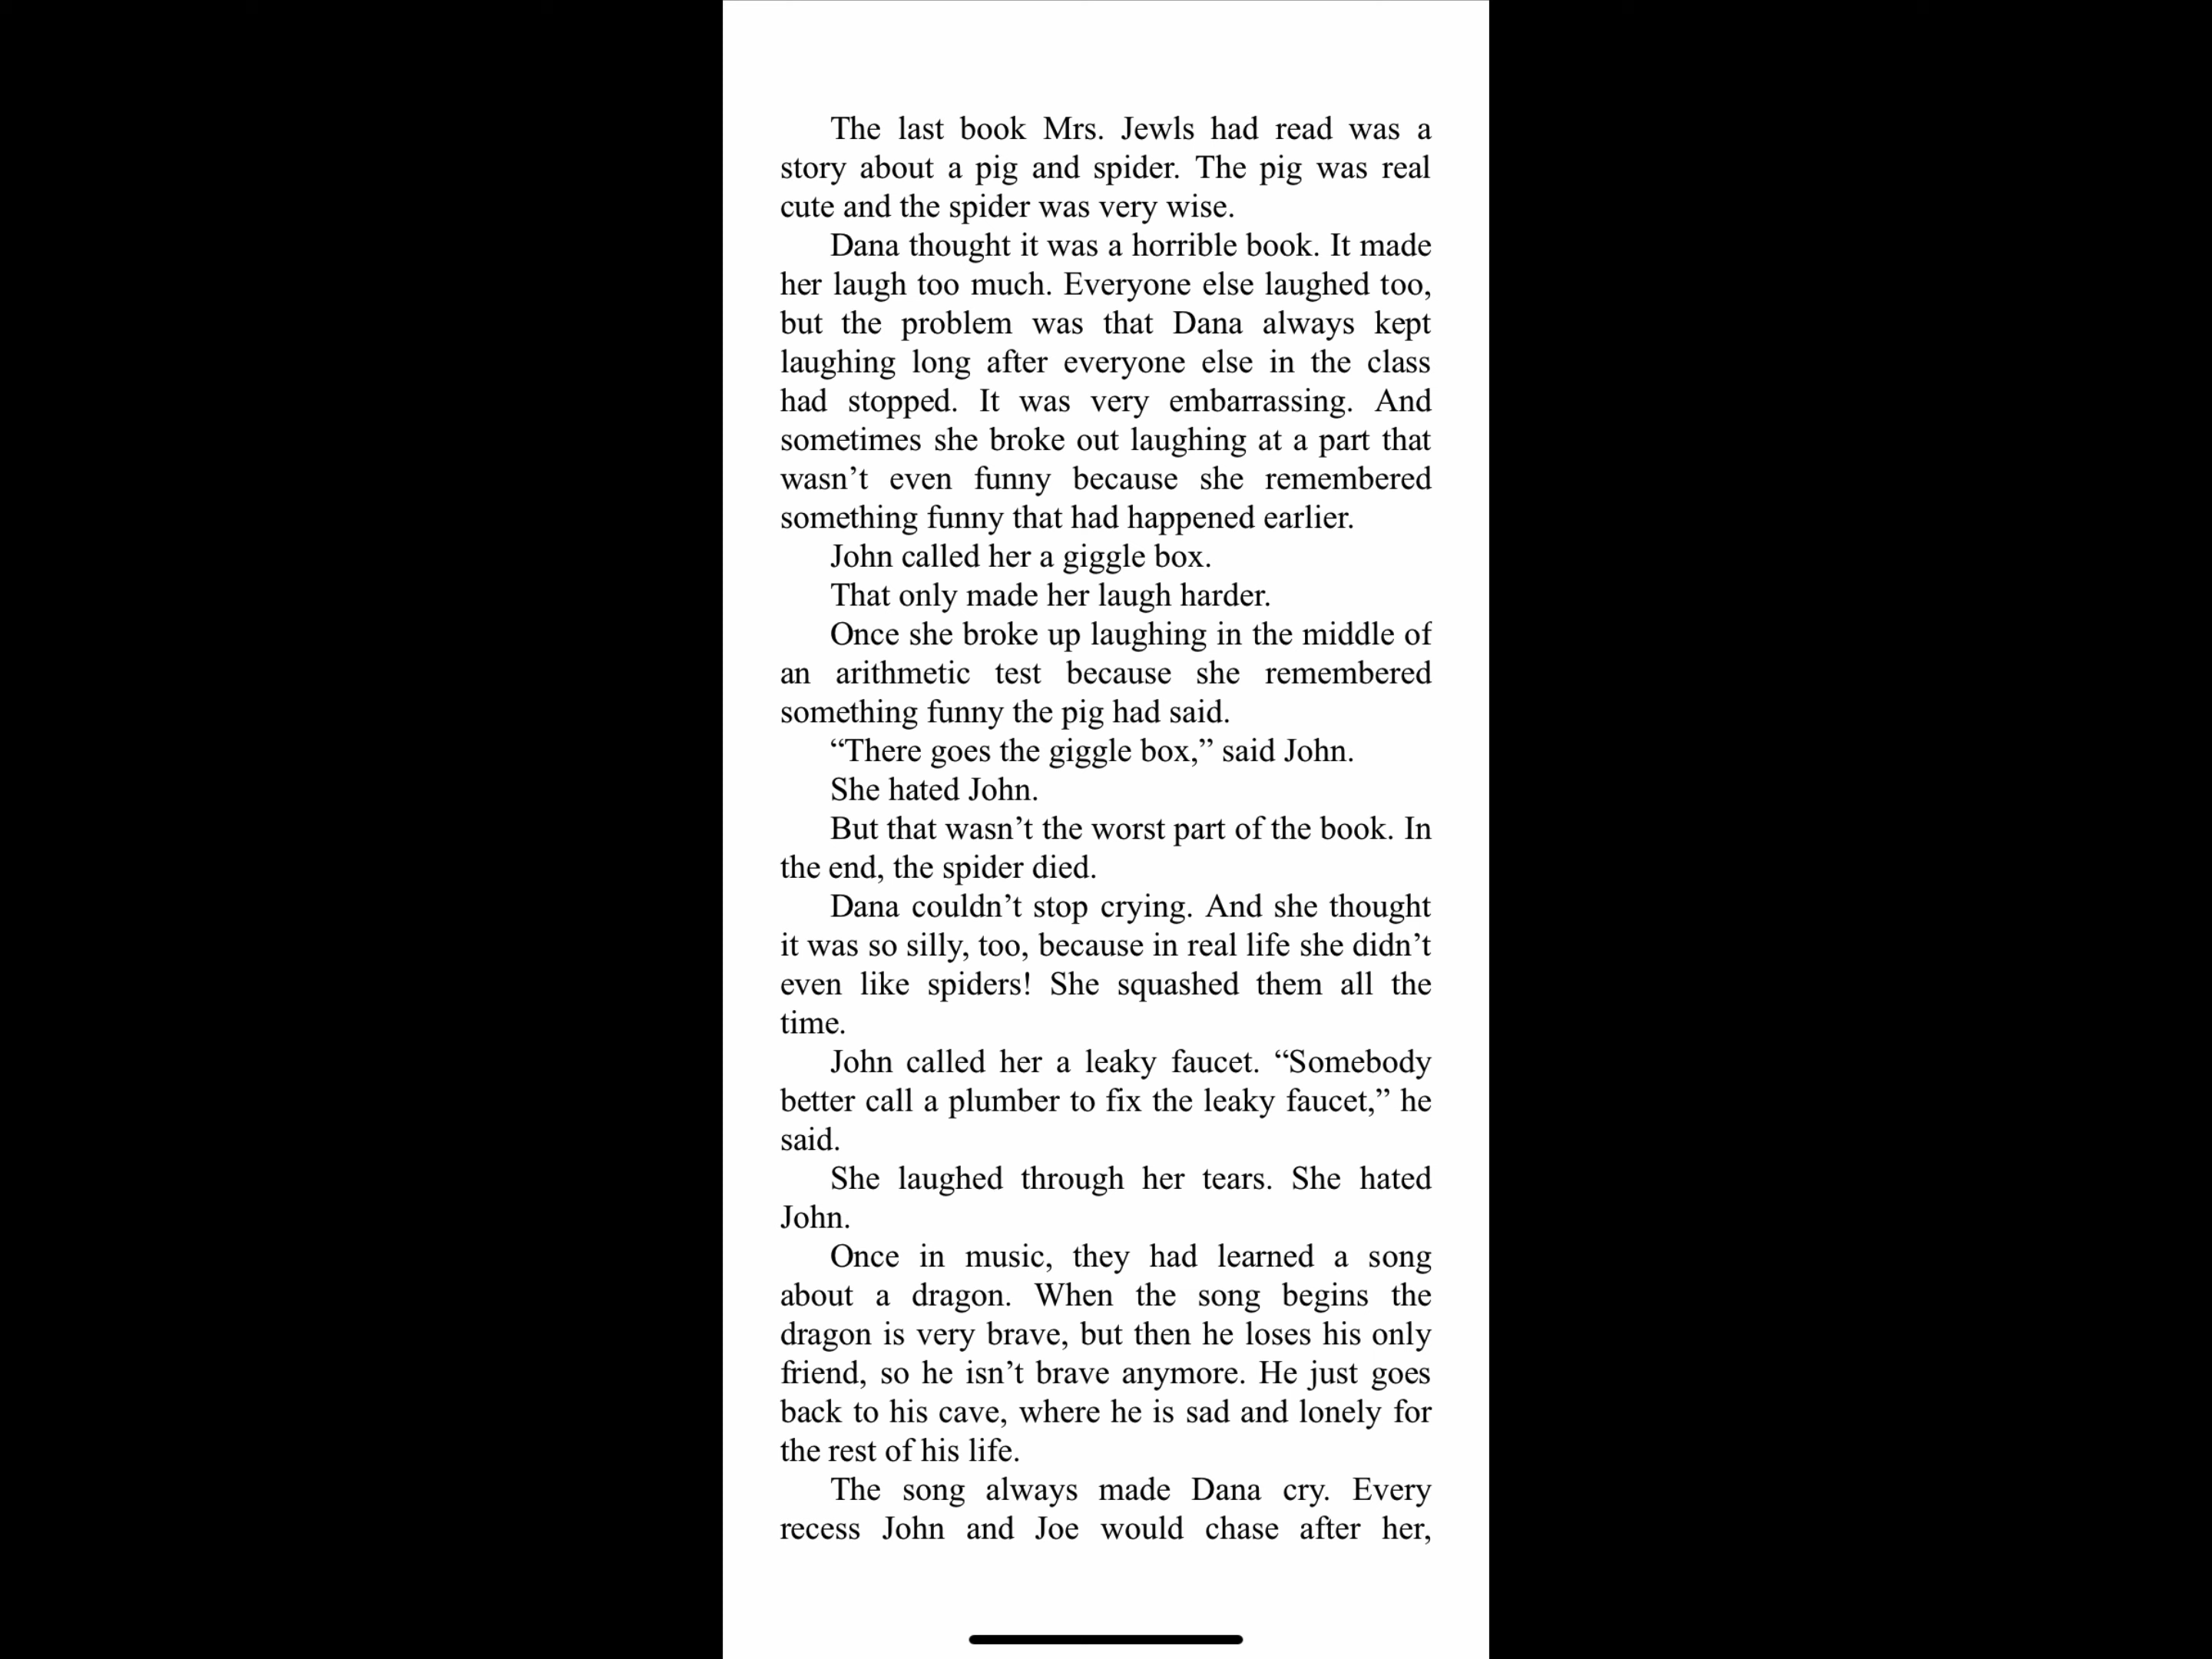 The last book Mrs. Jewls had read was a
story about a pig and spider. The pig was real
cute and the spider was very wise.
Dana thought it was a horrible book. It made
her laugh too much. Everyone else laughed too,
but the problem was that Dana always kept
laughing long after everyone else in the class
had stopped. It was very embarrassing. And
sometimes she broke out laughing at a part that
wasn’t even funny because she remembered
something funny that had happened earlier.
John called her a giggle box.
That only made her laugh harder.
Once she broke up laughing in the middle of
an arithmetic test because she remembered
something funny the pig had said.
“There goes the giggle box,” said John.
She hated John.
But that wasn’t the worst part of the book. In
the end, the spider died.
Dana couldn’t stop crying. And she thought
it was so silly, too, because in real life she didn’t
even like spiders! She squashed them all the
time.
John called her a leaky faucet. “Somebody
better call a plumber to fix the leaky faucet,” he
said.
She laughed through her tears. She hated
John.
Once in music, they had learned a song
about a dragon. When the song begins the
dragon is very brave, but then he loses his only
friend, so he isn’t brave anymore. He just goes
back to his cave, where he is sad and lonely for
the rest of his life.
The song always made Dana cry. Every
recess John and Joe would chase after her,